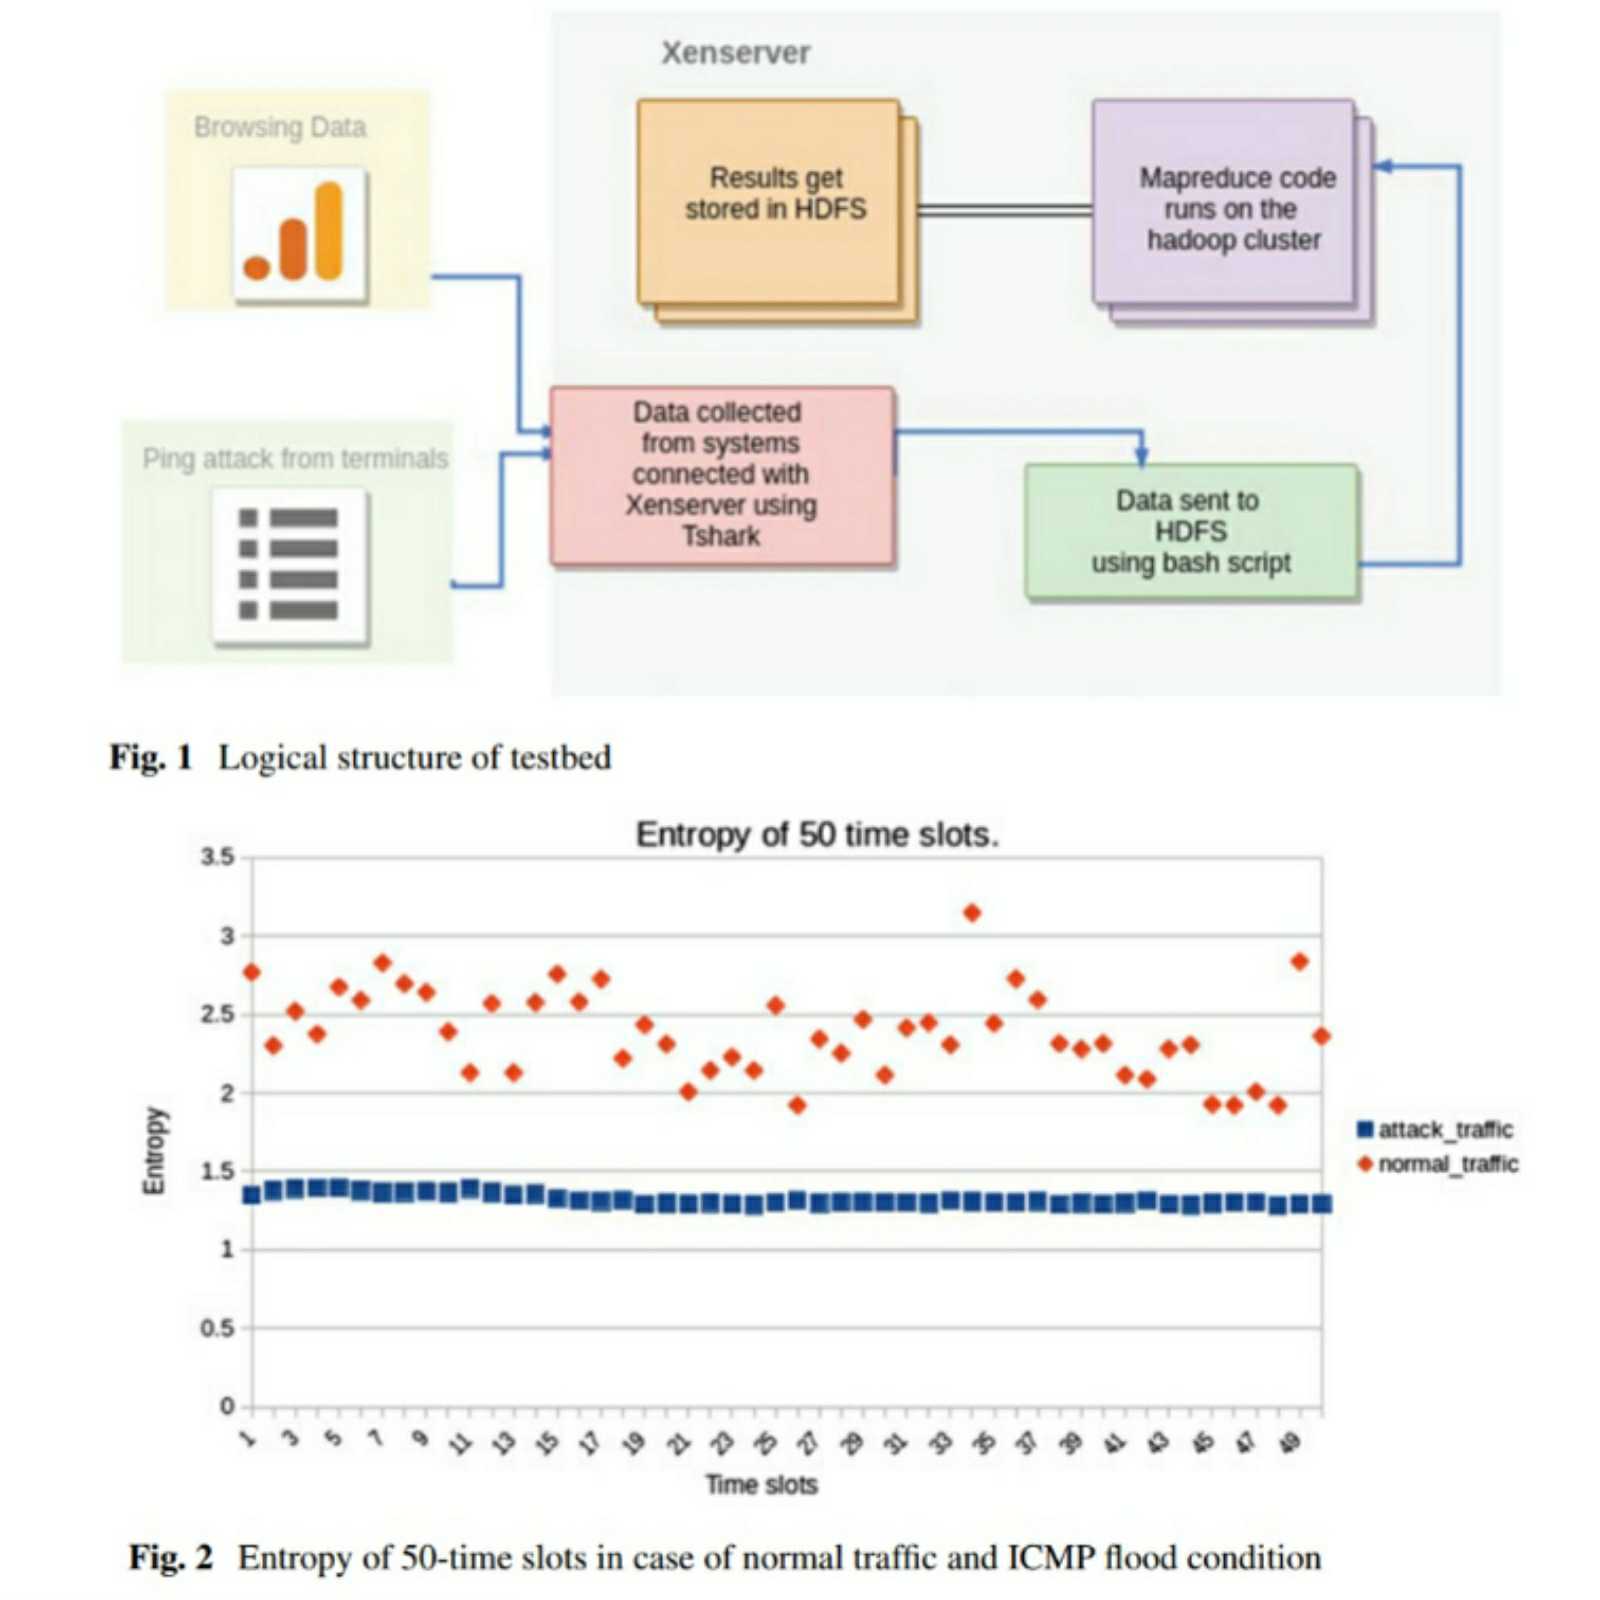 Xenserver
Browsing Data
Results get
stored in HDFS
Mapreduce code
runs on the
hadoop cluster
Ping attack from terminals
Data collected
from systems
connected with
Xenserver using
Tshark
Data sent to
HDFS
using bash script
Fig. 1 Logical structure of testbed
Entropy of 50 time slots.
3.5
3
2.5
2
1.5
1
0.5
0
Entropy
attack_traffic
normal_traffic
1 3 5 7 9 11 13 15 17 19 21 23 25 27 29 31 33 35 37 39 41 43 45 47 49
Time slots
Fig. 2 Entropy of 50-time slots in case of normal traffic and ICMP flood condition